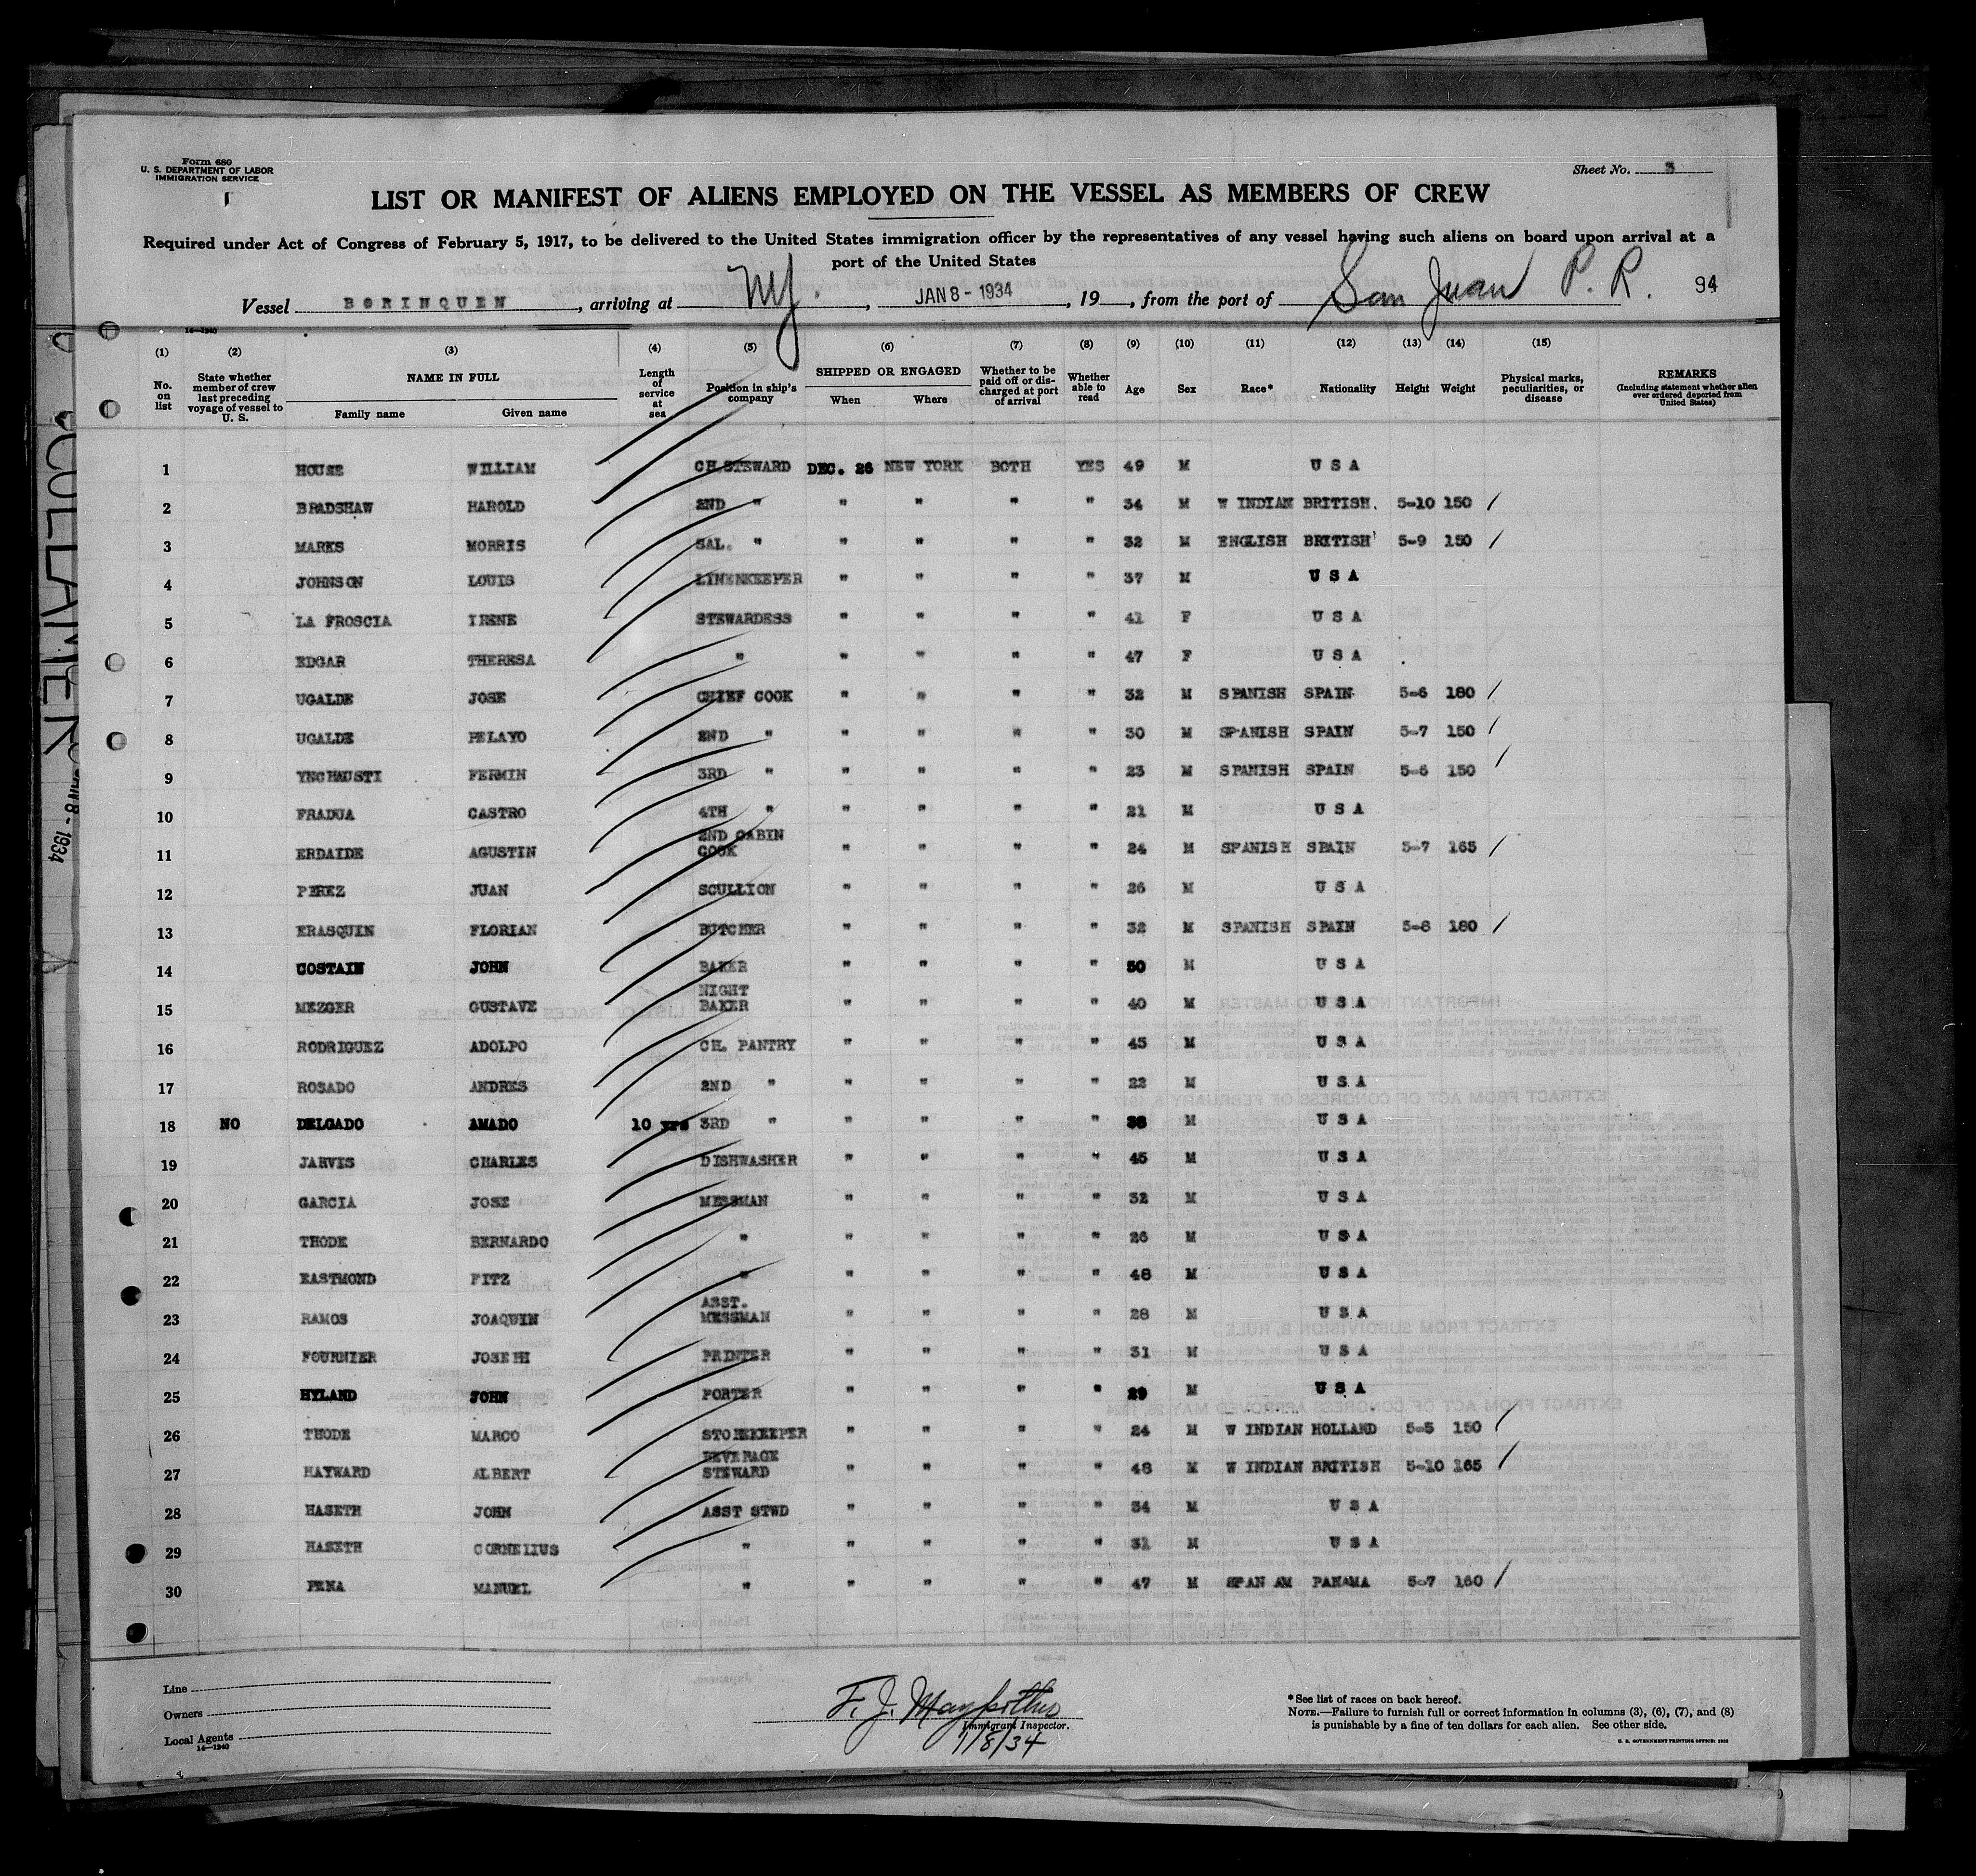 Form 680
U. S. DEPARTMENT OF LABOR
IMMIGRATION SERVICE
Sheet No. 3
LIST OR MANIFEST OF ALIENS EMPLOYED ON THE VESSEL AS MEMBERS OF CREW
Required under Act of Congress of February 5, 1917, to be delivered to the United States immigration officer by the representatives of any vessel having such aliens on board upon arrival at a
port of the United States
Vessel BORINQUEN, arriving at NY., JAN 8 - 1934, 19, from the port of San Juan P. R. 94
14—1240
(1) (2) (3) (4) (5) (6) (7) (8) (9) (10) (11) (12) (13) (14) (15)
No. on list State whether member of crew last preceding voyage of vessel to U. S. NAME IN FULL Family name Given name Length of service at sea Position in ship's company SHIPPED OR ENGAGED When Where Whether to be paid off or discharged at port of arrival Whether able to read Age Sex Race* Nationality Height Weight Physical marks, peculiarities, or disease REMARKS (Including statement whether alien ever ordered deported from United States)
1 HOUSE WILLIAM CH.STEWARD DEC. 26 NEW YORK BOTH YES 49 M U S A
2 BRADSHAW HAROLD 2ND " " " " " 34 M W INDIAN BRITISH. 5-10 150 /
3 MARKS MORRIS SAL. " " " " " 32 M ENGLISH BRITISH 5-9 150 /
4 JOHNSON LOUIS LINENKEEPER " " " " 37 M U S A
5 LA FROSCIA IRENE STEWARDESS " " " " 41 F U S A
6 EDGAR THERESA " " " " " 47 F U S A
7 UGALDE JOSE CHIEF COOK " " " " 32 M SPANISH SPAIN 5-6 180 /
8 UGALDE PELAYO 2ND " " " " " 30 M SPANISH SPAIN 5-7 150 /
9 YNCHAUSTI FERMIN 3RD " " " " " 23 M SPANISH SPAIN 5-6 150 /
10 FRADUA CASTRO 4TH " " " " " 21 M U S A
11 ERDAIDE AGUSTIN 2ND CABIN COOK " " " " 24 M SPANISH SPAIN 5-7 165 /
12 PEREZ JUAN SCULLION " " " " 26 M U S A
13 ERASQUIN FLORIAN BUTCHER " " " " 32 M SPANISH SPAIN 5-8 180 /
14 COSTAIN JOHN BAKER " " " " 50 M U S A
15 MEZGER GUSTAVE NIGHT BAKER " " " " 40 M U S A
16 RODRIGUEZ ADOLPO CH. PANTRY " " " " 45 M U S A
17 ROSADO ANDRES 2ND " " " " " 22 M U S A
18 NO DELGADO AMADO 10 yrs 3RD " " " " " 38 M U S A
19 JARVIS CHARLES DISHWASHER " " " " 45 M U S A
20 GARCIA JOSE MESSMAN " " " " 32 M U S A
21 THODE BERNARDO " " " " " 26 M U S A
22 EASTMOND FITZ " " " " " 48 M U S A
23 RAMOS JOAQUIN ASST. MESSMAN " " " " 28 M U S A
24 FOURNIER JOSEPH PRINTER " " " " 31 M U S A
25 HYLAND JOHN PORTER " " " " 29 M U S A
26 THODE MARCO STOREKEEPER " " " " 24 M W INDIAN HOLLAND 5-5 150 /
27 HAYWARD ALBERT BEVERAGE STEWARD " " " " 48 M W INDIAN BRITISH 5-10 165 /
28 HASETH JOHN ASST STWD " " " " 34 M U S A
29 HASETH CORNELIUS " " " " " 31 M U S A
30 PENA MANUEL " " " " " 47 M SPAN AM PANAMA 5-7 160 /
Line
Owners
Local Agents
14—1240
F. J.
Immigrant Inspector.
1/8/34
*See list of races on back hereof.
NOTE.—Failure to furnish full or correct information in columns (3), (6), (7), and (8)
is punishable by a fine of ten dollars for each alien. See other side.
U. S. GOVERNMENT PRINTING OFFICE: 1932
JAN 8 - 1934